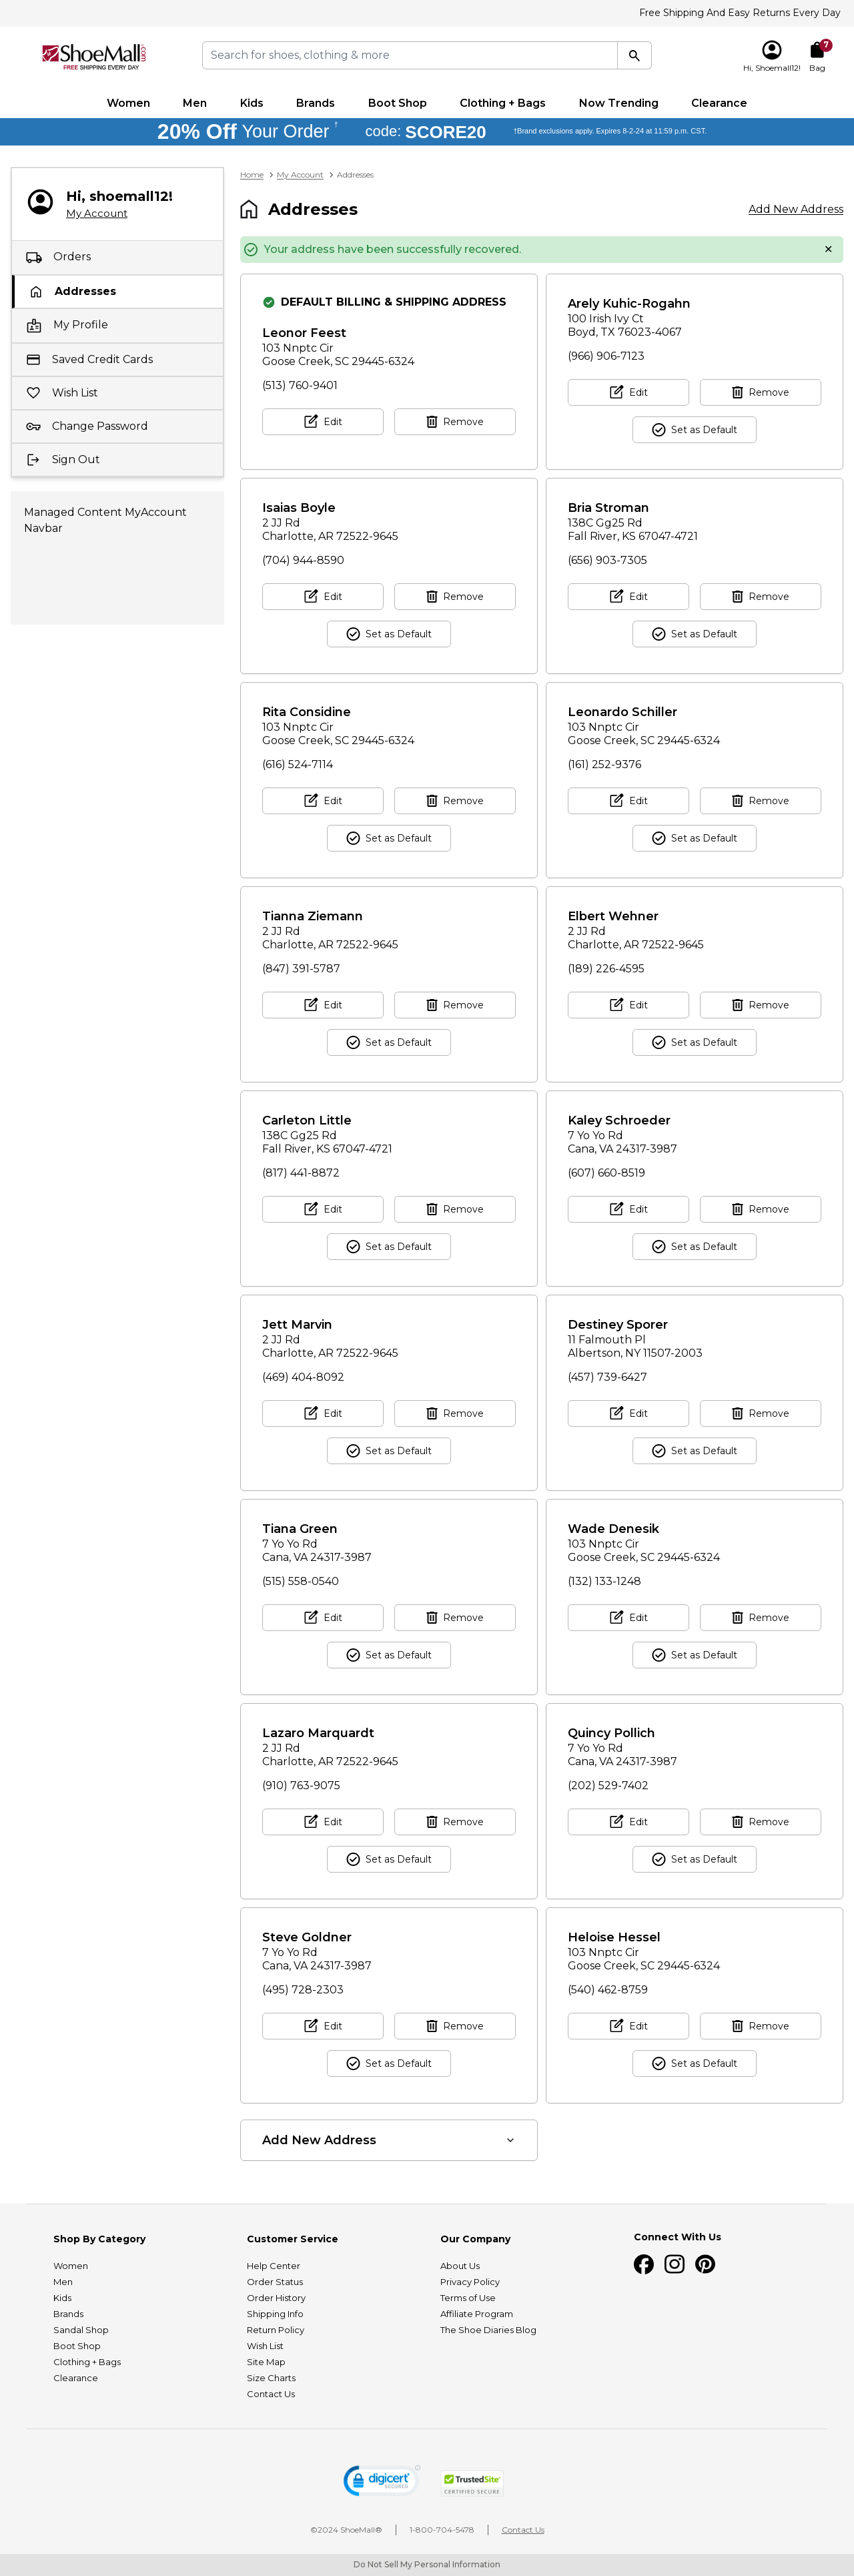 Free Shipping And Easy Returns Every Day
ShoeMall.com
FREE SHIPPING EVERY DAY
Search for shoes, clothing & more
Hi, Shoemall12!
7
Bag
Women Men Kids Brands Boot Shop Clothing + Bags Now Trending Clearance
20% Off Your Order † code: SCORE20 †Brand exclusions apply. Expires 8-2-24 at 11:59 p.m. CST.
Hi, shoemall12!
My Account
Orders
Addresses
My Profile
Saved Credit Cards
Wish List
Change Password
Sign Out
Managed Content MyAccount
Navbar
Home > My Account > Addresses
Addresses
Add New Address
Your address have been successfully recovered.
DEFAULT BILLING & SHIPPING ADDRESS
Leonor Feest
103 Nnptc Cir
Goose Creek, SC 29445-6324
(513) 760-9401
Edit Remove
Arely Kuhic-Rogahn
100 Irish Ivy Ct
Boyd, TX 76023-4067
(966) 906-7123
Edit Remove
Set as Default
Isaias Boyle
2 JJ Rd
Charlotte, AR 72522-9645
(704) 944-8590
Edit Remove
Set as Default
Bria Stroman
138C Gg25 Rd
Fall River, KS 67047-4721
(656) 903-7305
Edit Remove
Set as Default
Rita Considine
103 Nnptc Cir
Goose Creek, SC 29445-6324
(616) 524-7114
Edit Remove
Set as Default
Leonardo Schiller
103 Nnptc Cir
Goose Creek, SC 29445-6324
(161) 252-9376
Edit Remove
Set as Default
Tianna Ziemann
2 JJ Rd
Charlotte, AR 72522-9645
(847) 391-5787
Edit Remove
Set as Default
Elbert Wehner
2 JJ Rd
Charlotte, AR 72522-9645
(189) 226-4595
Edit Remove
Set as Default
Carleton Little
138C Gg25 Rd
Fall River, KS 67047-4721
(817) 441-8872
Edit Remove
Set as Default
Kaley Schroeder
7 Yo Yo Rd
Cana, VA 24317-3987
(607) 660-8519
Edit Remove
Set as Default
Jett Marvin
2 JJ Rd
Charlotte, AR 72522-9645
(469) 404-8092
Edit Remove
Set as Default
Destiney Sporer
11 Falmouth Pl
Albertson, NY 11507-2003
(457) 739-6427
Edit Remove
Set as Default
Tiana Green
7 Yo Yo Rd
Cana, VA 24317-3987
(515) 558-0540
Edit Remove
Set as Default
Wade Denesik
103 Nnptc Cir
Goose Creek, SC 29445-6324
(132) 133-1248
Edit Remove
Set as Default
Lazaro Marquardt
2 JJ Rd
Charlotte, AR 72522-9645
(910) 763-9075
Edit Remove
Set as Default
Quincy Pollich
7 Yo Yo Rd
Cana, VA 24317-3987
(202) 529-7402
Edit Remove
Set as Default
Steve Goldner
7 Yo Yo Rd
Cana, VA 24317-3987
(495) 728-2303
Edit Remove
Set as Default
Heloise Hessel
103 Nnptc Cir
Goose Creek, SC 29445-6324
(540) 462-8759
Edit Remove
Set as Default
Add New Address
Shop By Category
Women
Men
Kids
Brands
Sandal Shop
Boot Shop
Clothing + Bags
Clearance
Customer Service
Help Center
Order Status
Order History
Shipping Info
Return Policy
Wish List
Site Map
Size Charts
Contact Us
Our Company
About Us
Privacy Policy
Terms of Use
Affiliate Program
The Shoe Diaries Blog
Connect With Us
digicert
SECURED
TrustedSite
CERTIFIED SECURE
©2024 ShoeMall® | 1-800-704-5478 | Contact Us
Do Not Sell My Personal Information